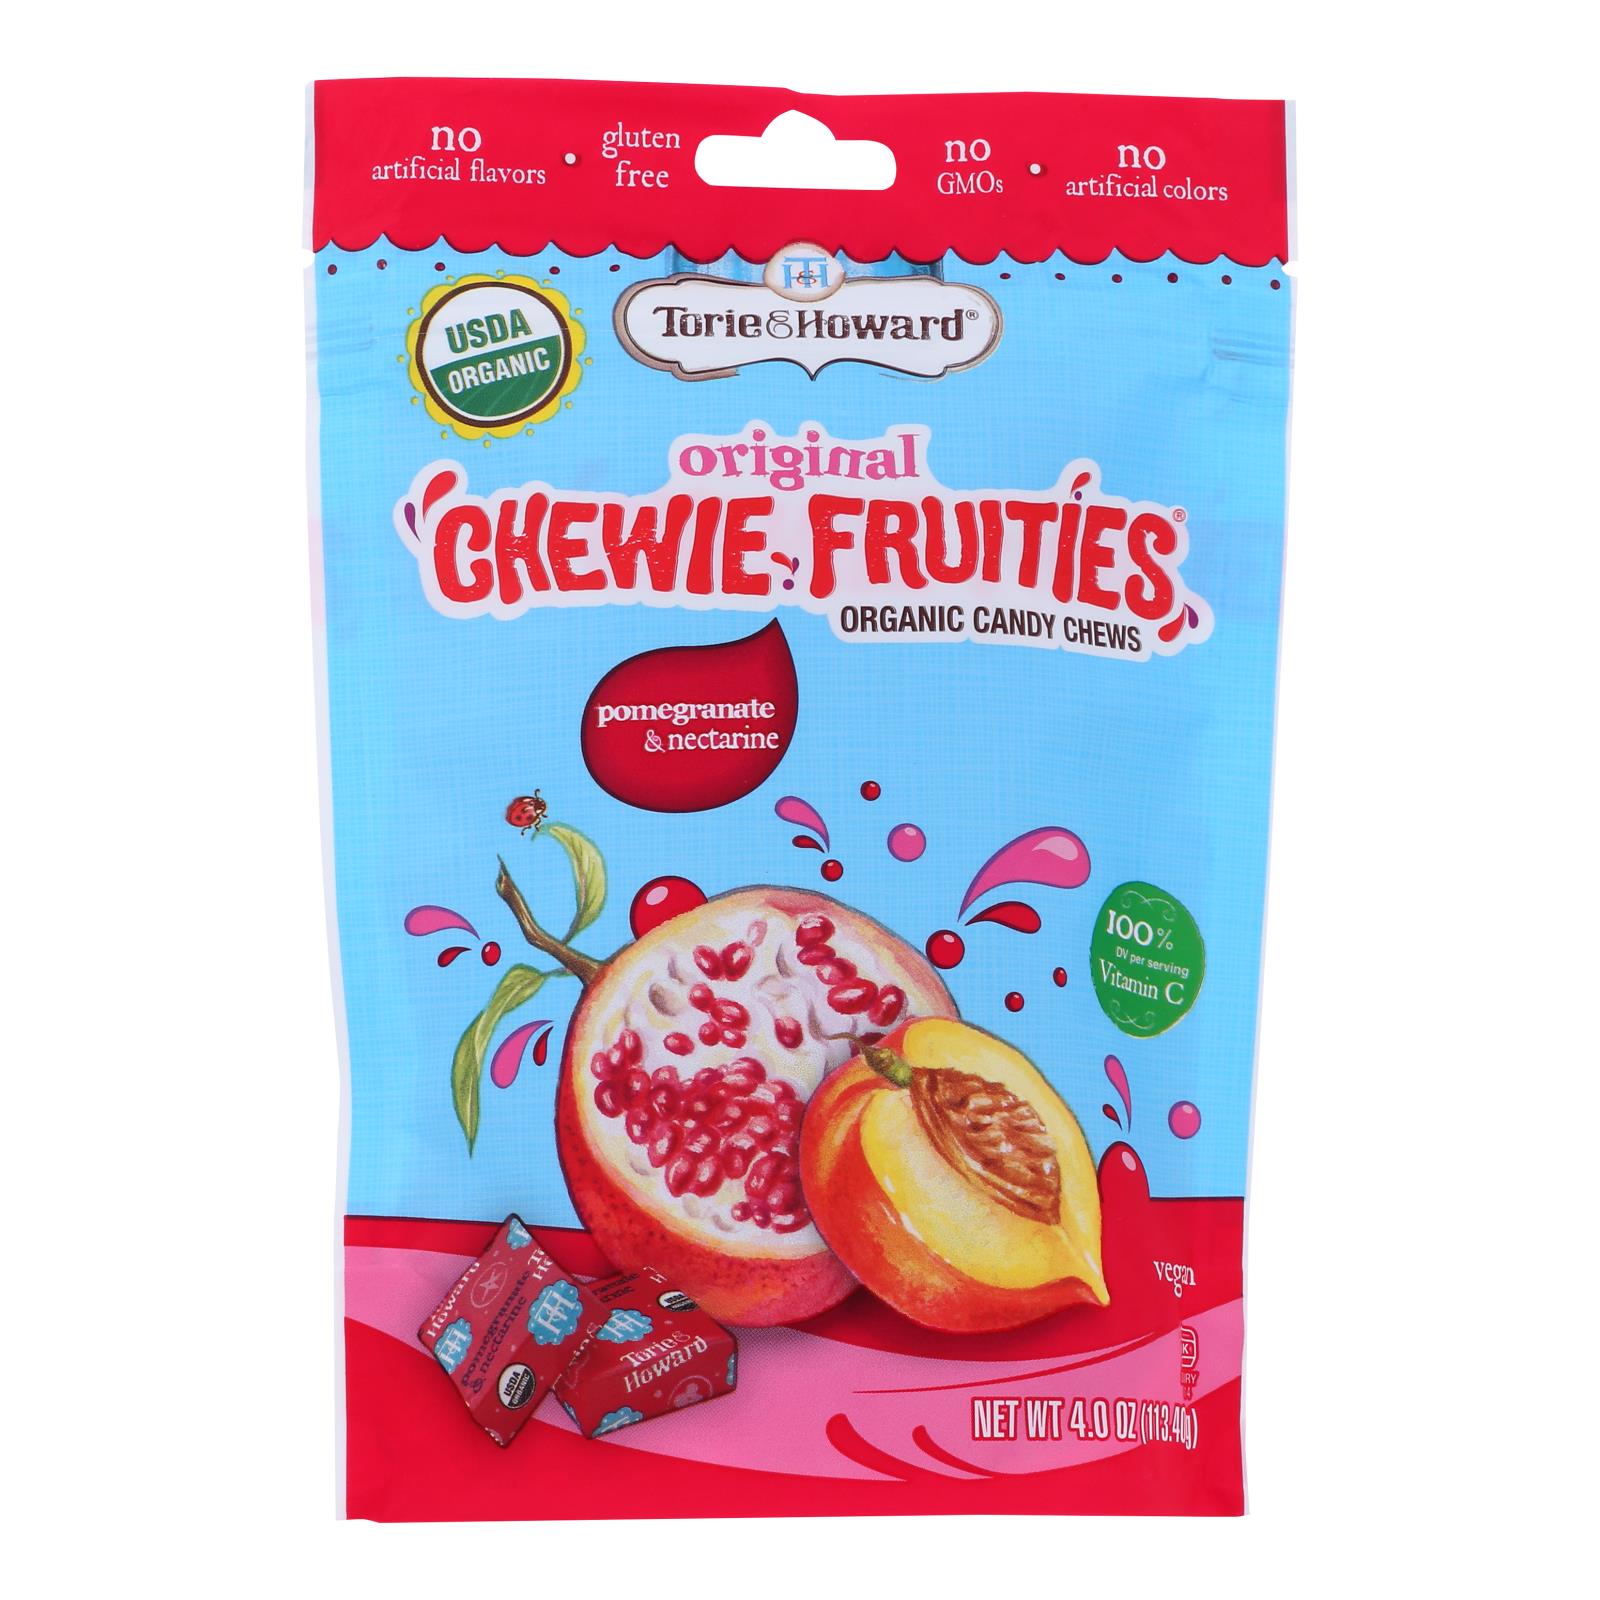 no
artificial flavors
gluten
free
no
GMOs
no
artificial colors
USDA
ORGANIC
T
H&H
Torie & Howard®
original
CHEWIE FRUITIES®
ORGANIC CANDY CHEWS
pomegranate
& nectarine
100%
DV per serving
Vitamin C
vegan
Howard
pomegranate
& nectarine
USDA
ORGANIC
Torie &
Howard
USDA
NET WT 4.0 OZ (113.40g)